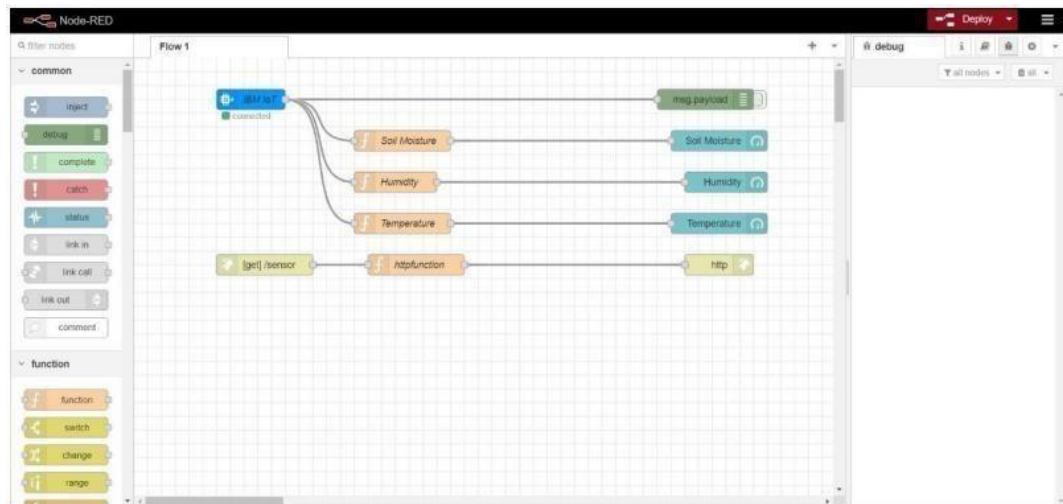 Node-RED
Deploy
filter nodes
Flow 1
debug
i
all nodes
all
common
inject
debug
complete
catch
status
link in
link call
link out
comment
function
function
switch
change
range
IBM IoT
connected
msg.payload
Soil Moisture
Soil Moisture
Humidity
Humidity
Temperature
Temperature
[get] /sensor
httpfunction
http